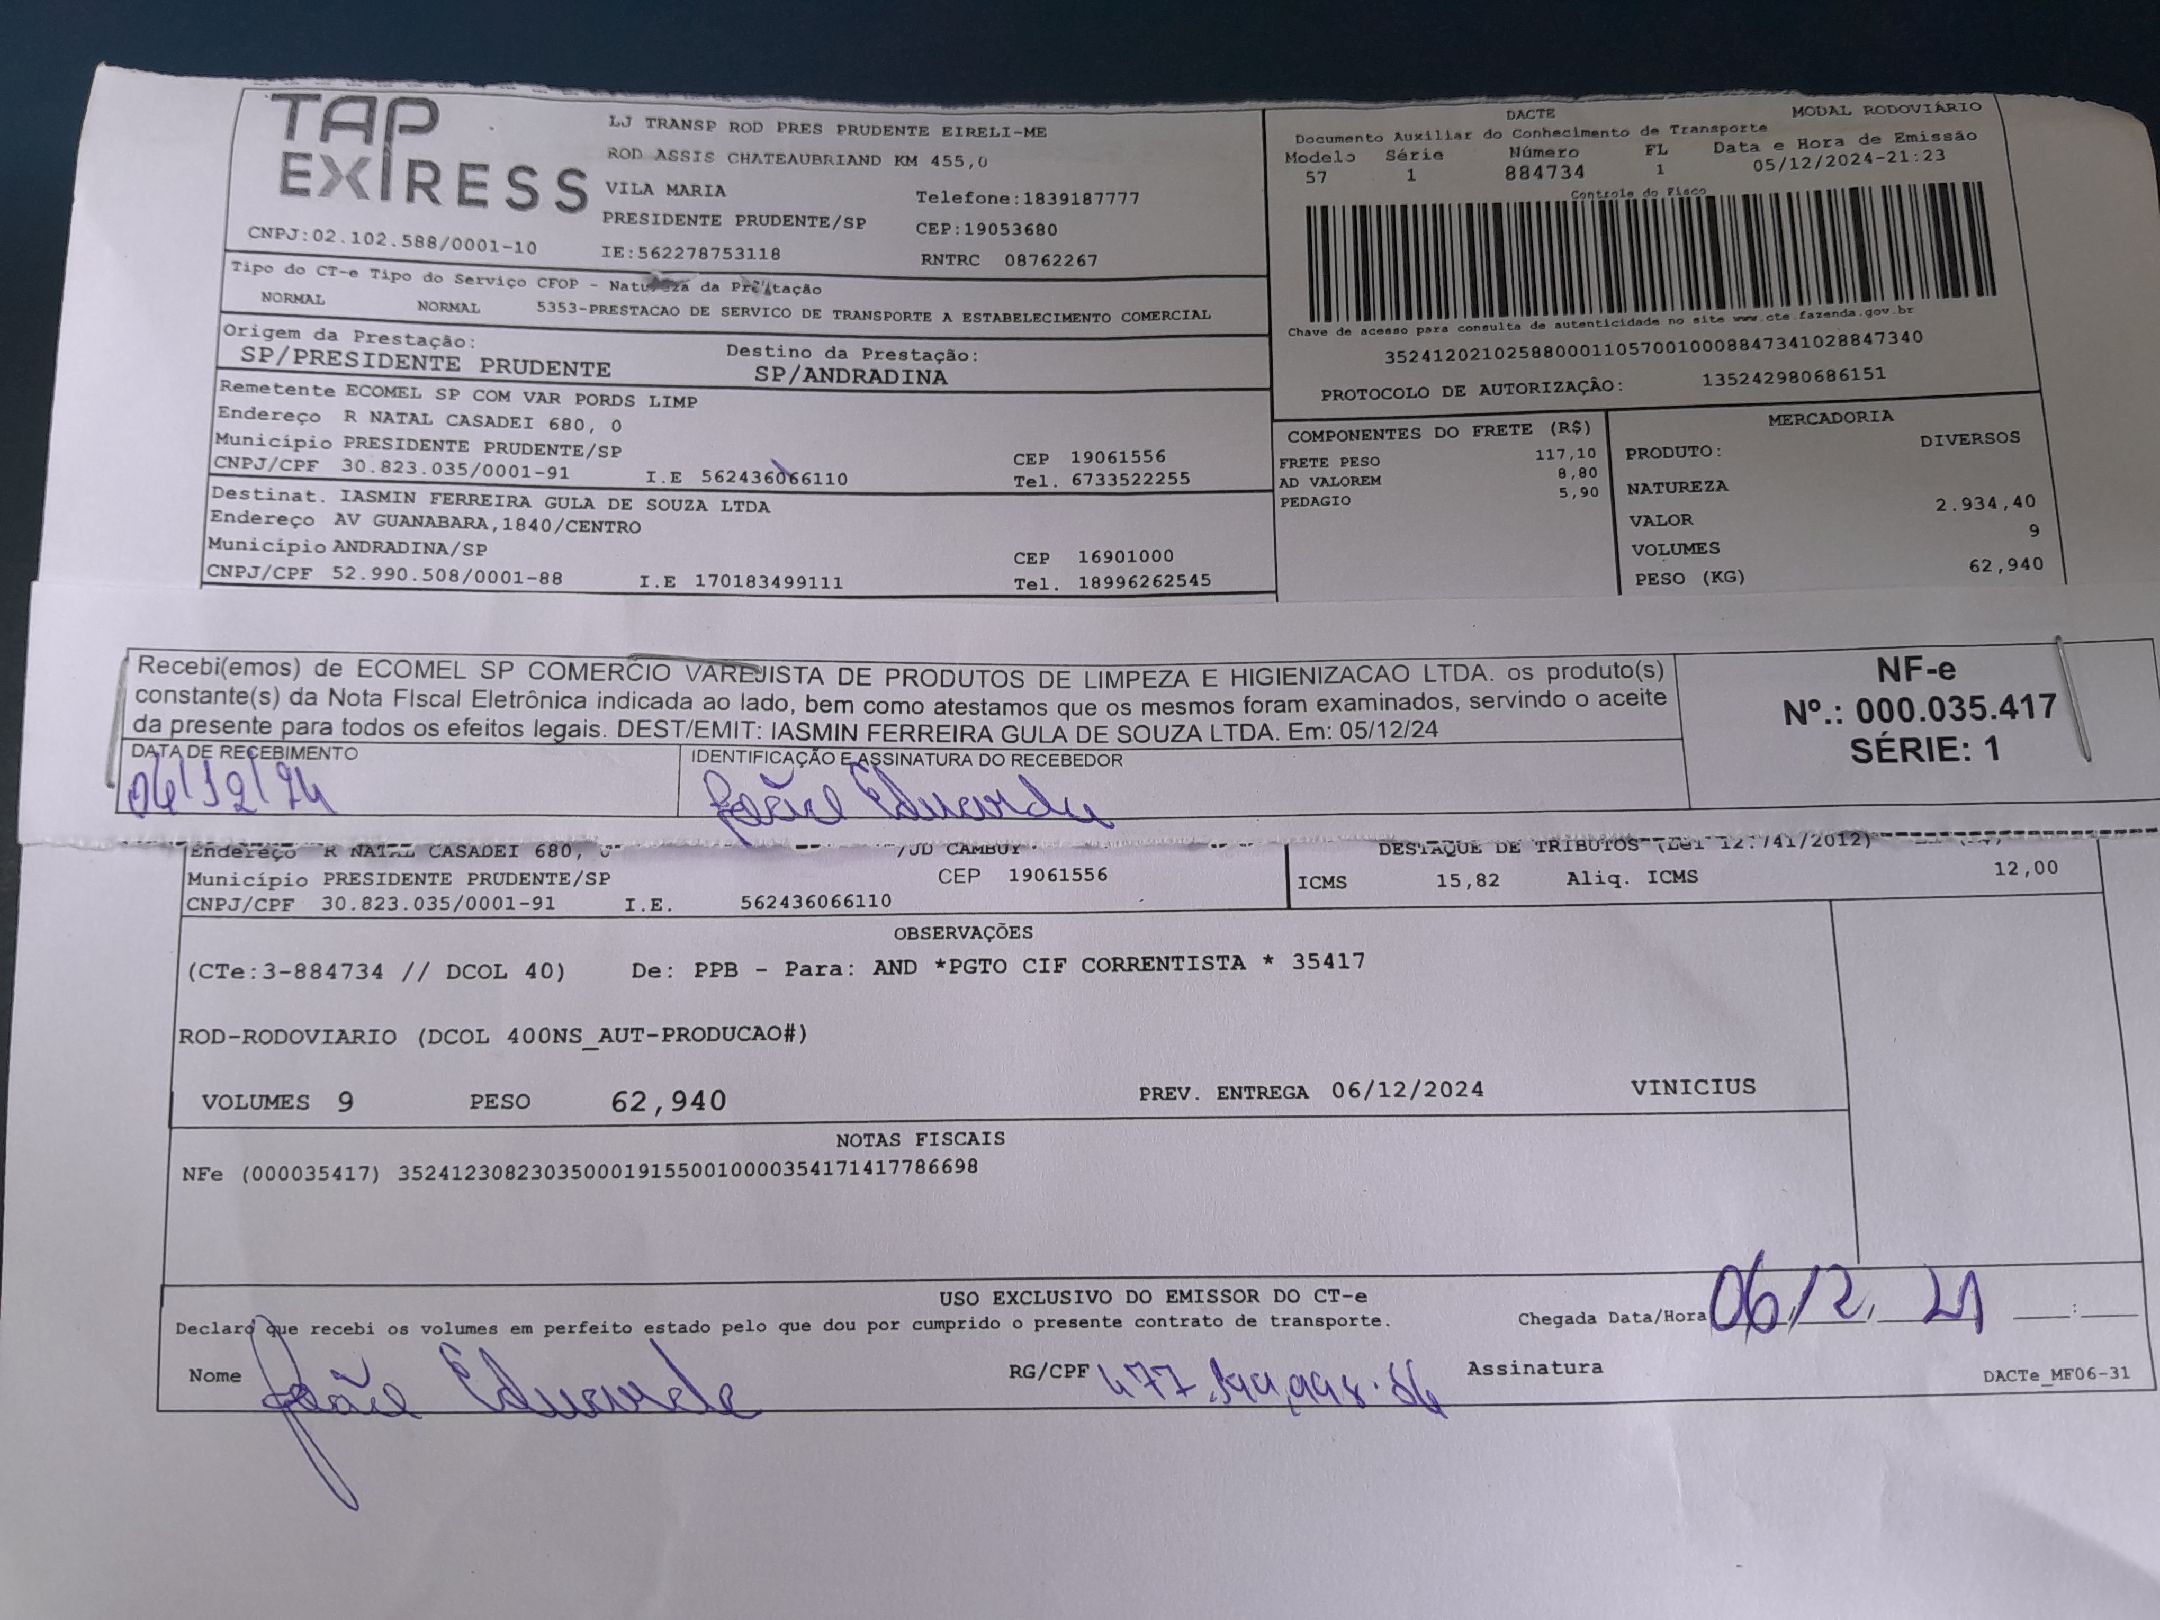 TAP
EXPRESS
CNPJ:02.102.588/0001-10
LJ TRANSP ROD PRES PRUDENTE EIRELI-ME
ROD ASSIS CHATEAUBRIAND KM 455,0
VILA MARIA Telefone:1839187777
PRESIDENTE PRUDENTE/SP CEP:19053680
IE:562278753118 RNTRC 08762267
DACTE MODAL RODOVIÁRIO
Documento Auxiliar do Conhecimento de Transporte
Modelo Série Número FL Data e Hora de Emissão
57 1 884734 1 05/12/2024-21:23
Controle do Fisco
Chave de acesso para consulta de autenticidade no site www.cte.fazenda.gov.br
35241202102588000110570010008847341028847340
PROTOCOLO DE AUTORIZAÇÃO: 135242980686151
Tipo do CT-e Tipo do Serviço CFOP - Natureza da Prestação
NORMAL NORMAL 5353-PRESTACAO DE SERVICO DE TRANSPORTE A ESTABELECIMENTO COMERCIAL
Origem da Prestação: Destino da Prestação:
SP/PRESIDENTE PRUDENTE SP/ANDRADINA
Remetente ECOMEL SP COM VAR PORDS LIMP
Endereço R NATAL CASADEI 680, 0
Município PRESIDENTE PRUDENTE/SP CEP 19061556
CNPJ/CPF 30.823.035/0001-91 I.E 562436066110 Tel. 6733522255
Destinat. IASMIN FERREIRA GULA DE SOUZA LTDA
Endereço AV GUANABARA,1840/CENTRO
Município ANDRADINA/SP CEP 16901000
CNPJ/CPF 52.990.508/0001-88 I.E 170183499111 Tel. 18996262545
COMPONENTES DO FRETE (R$)
FRETE PESO 117,10
AD VALOREM 8,80
PEDAGIO 5,90
MERCADORIA
PRODUTO: DIVERSOS
NATUREZA
VALOR 2.934,40
VOLUMES 9
PESO (KG) 62,940
Recebi(emos) de ECOMEL SP COMERCIO VAREJISTA DE PRODUTOS DE LIMPEZA E HIGIENIZACAO LTDA. os produto(s)
constante(s) da Nota FIscal Eletrônica indicada ao lado, bem como atestamos que os mesmos foram examinados, servindo o aceite
da presente para todos os efeitos legais. DEST/EMIT: IASMIN FERREIRA GULA DE SOUZA LTDA. Em: 05/12/24
NF-e
Nº.: 000.035.417
SÉRIE: 1
DATA DE RECEBIMENTO IDENTIFICAÇÃO E ASSINATURA DO RECEBEDOR
06/12/24 Eduardo
Endereço R NATAL CASADEI 680, /JD CAMBUY
Município PRESIDENTE PRUDENTE/SP CEP 19061556
CNPJ/CPF 30.823.035/0001-91 I.E. 562436066110
DESTAQUE DE TRIBUTOS (Lei 12.741/2012)
ICMS 15,82 Aliq. ICMS 12,00
OBSERVAÇÕES
(CTe:3-884734 // DCOL 40) De: PPB - Para: AND *PGTO CIF CORRENTISTA * 35417
ROD-RODOVIARIO (DCOL 400NS_AUT-PRODUCAO#)
VOLUMES 9 PESO 62,940 PREV. ENTREGA 06/12/2024 VINICIUS
NOTAS FISCAIS
NFe (000035417) 35241230823035000191550010000354171417786698
USO EXCLUSIVO DO EMISSOR DO CT-e
Declaro que recebi os volumes em perfeito estado pelo que dou por cumprido o presente contrato de transporte.
Chegada Data/Hora 06/12
Nome Eduardo RG/CPF Assinatura
DACTe_MF06-31